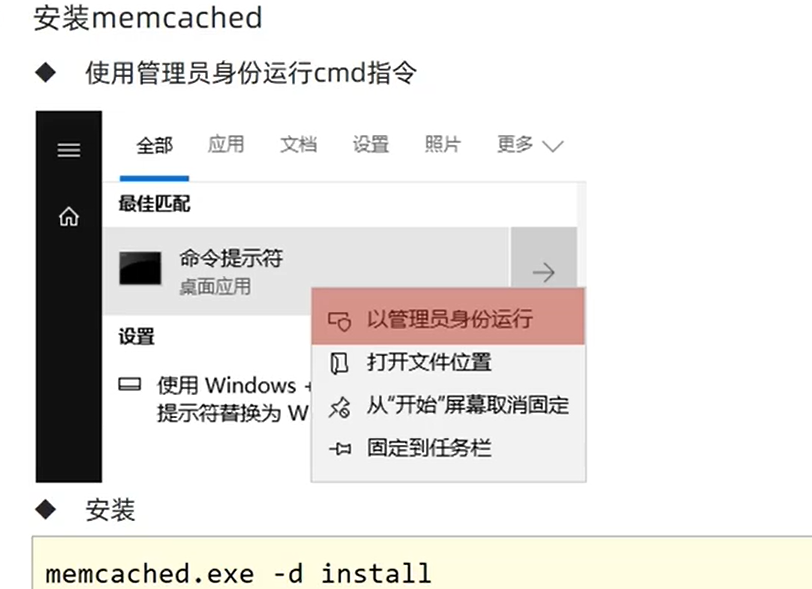 安装memcached
使用管理员身份运行cmd指令
全部 应用 文档 设置 照片 更多
最佳匹配
命令提示符
桌面应用
以管理员身份运行
设置
打开文件位置
使用 Windows +
从“开始”屏幕取消固定
提示符替换为 W
固定到任务栏
安装
memcached.exe -d install